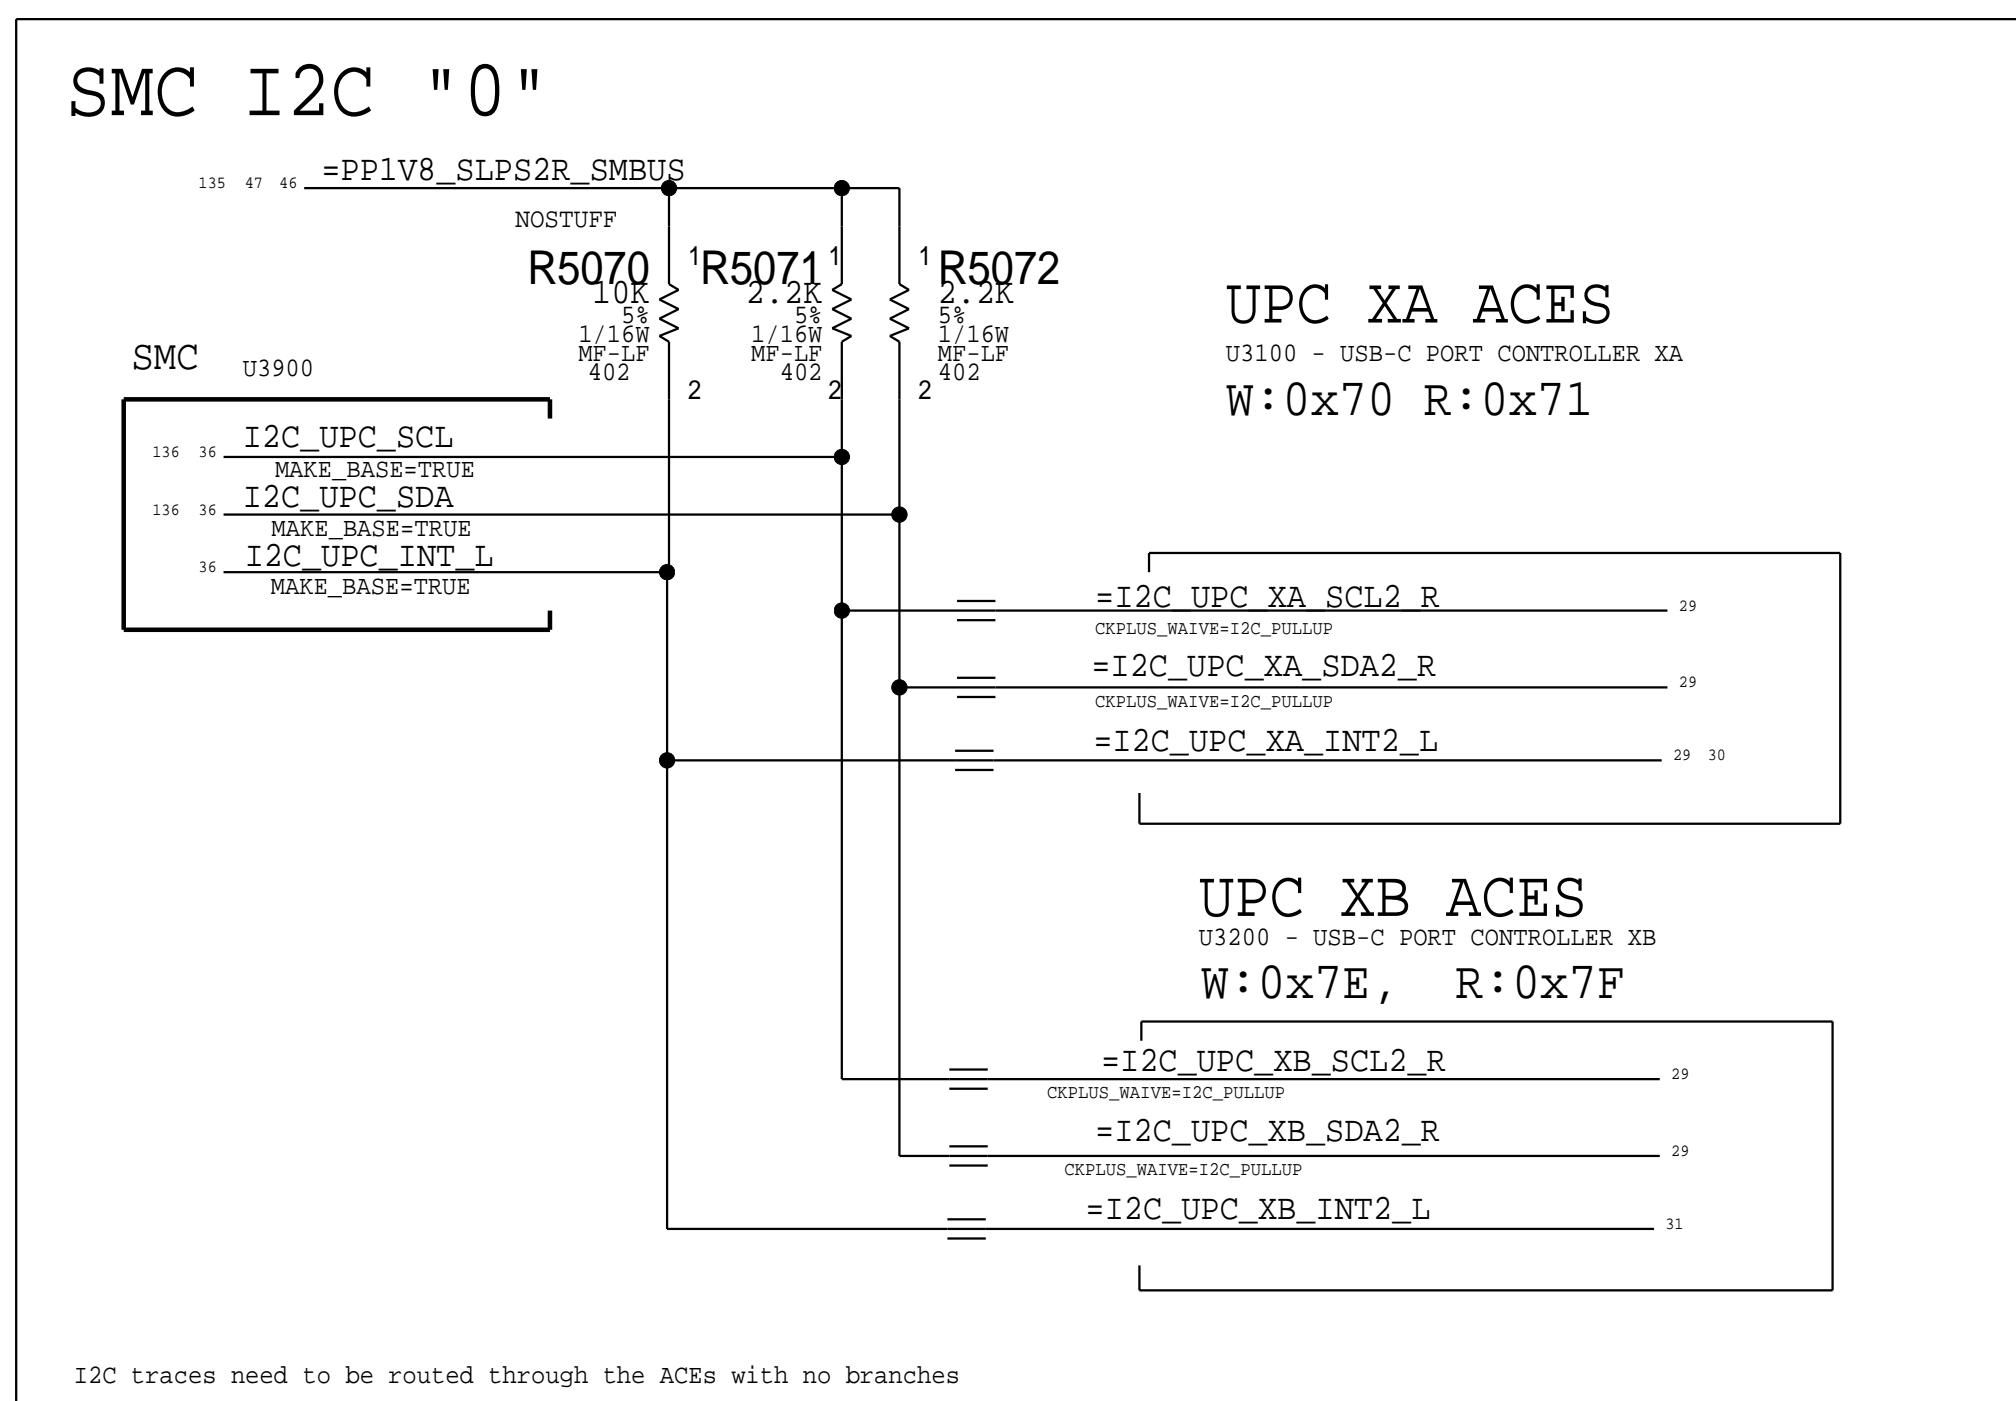 SMC I2C "0"
135 47 46 =PP1V8_SLPS2R_SMBUS
NOSTUFF
R5070
10K
5%
1/16W
MF-LF
402
1
2
R5071
2.2K
5%
1/16W
MF-LF
402
1
2
R5072
2.2K
5%
1/16W
MF-LF
402
1
2
SMC U3900
136 36 I2C_UPC_SCL
MAKE_BASE=TRUE
136 36 I2C_UPC_SDA
MAKE_BASE=TRUE
36 I2C_UPC_INT_L
MAKE_BASE=TRUE
UPC XA ACES
U3100 - USB-C PORT CONTROLLER XA
W:0x70 R:0x71
=I2C_UPC_XA_SCL2_R 29
CKPLUS_WAIVE=I2C_PULLUP
=I2C_UPC_XA_SDA2_R 29
CKPLUS_WAIVE=I2C_PULLUP
=I2C_UPC_XA_INT2_L 29 30
UPC XB ACES
U3200 - USB-C PORT CONTROLLER XB
W:0x7E, R:0x7F
=I2C_UPC_XB_SCL2_R 29
CKPLUS_WAIVE=I2C_PULLUP
=I2C_UPC_XB_SDA2_R 29
CKPLUS_WAIVE=I2C_PULLUP
=I2C_UPC_XB_INT2_L 31
I2C traces need to be routed through the ACEs with no branches